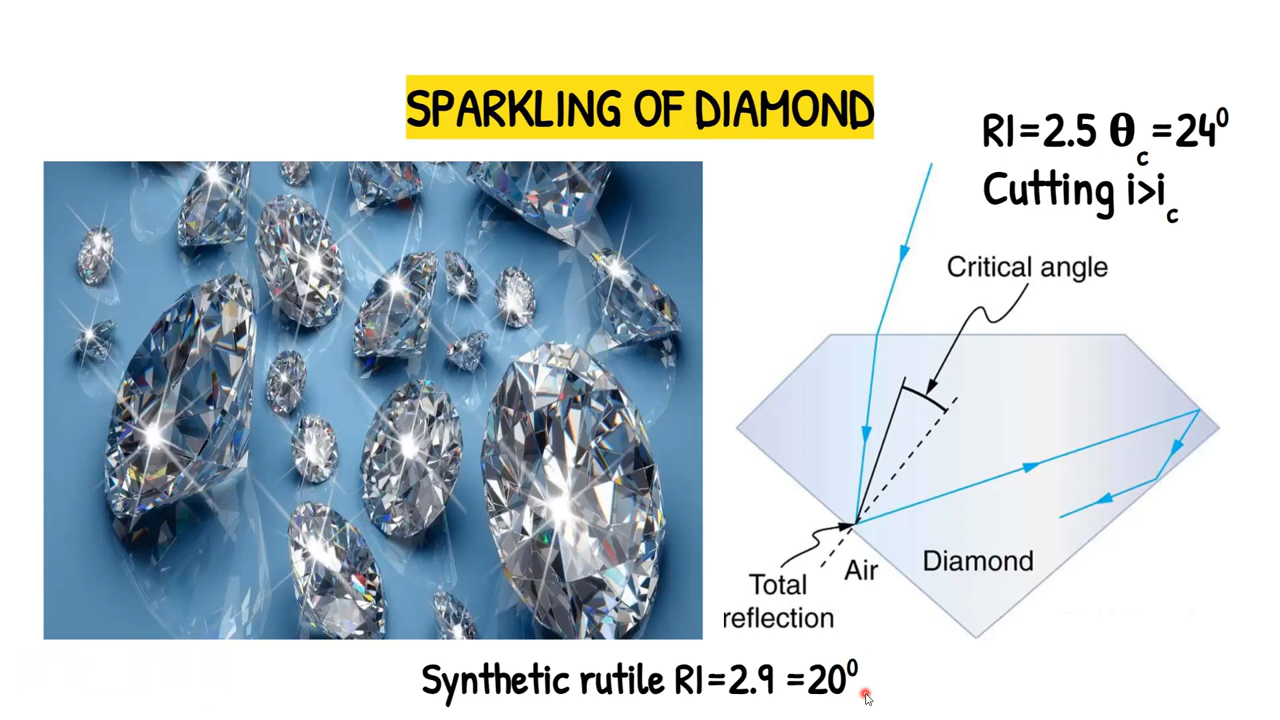 SPARKLING OF DIAMOND
RI=2.5 θc=24⁰
Cutting i>ic
Critical angle
Total
reflection
Air
Diamond
Synthetic rutile RI=2.9 =20⁰